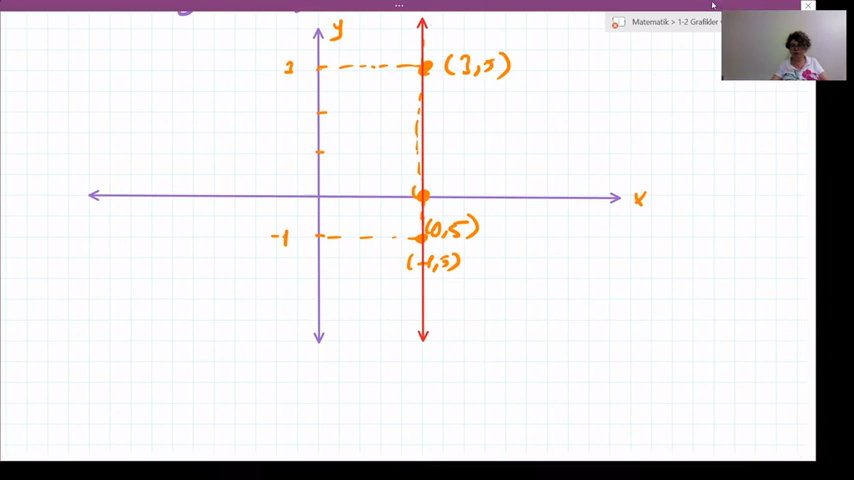 Matematik > 1-2 Grafikler
y
3
(3,5)
x
(0,5)
-1
(-1,5)